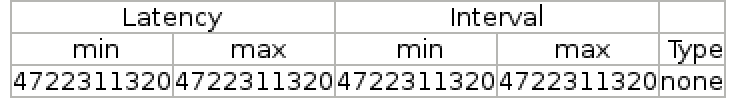 Latency Interval
min max min max Type
4722311320 4722311320 4722311320 4722311320 none